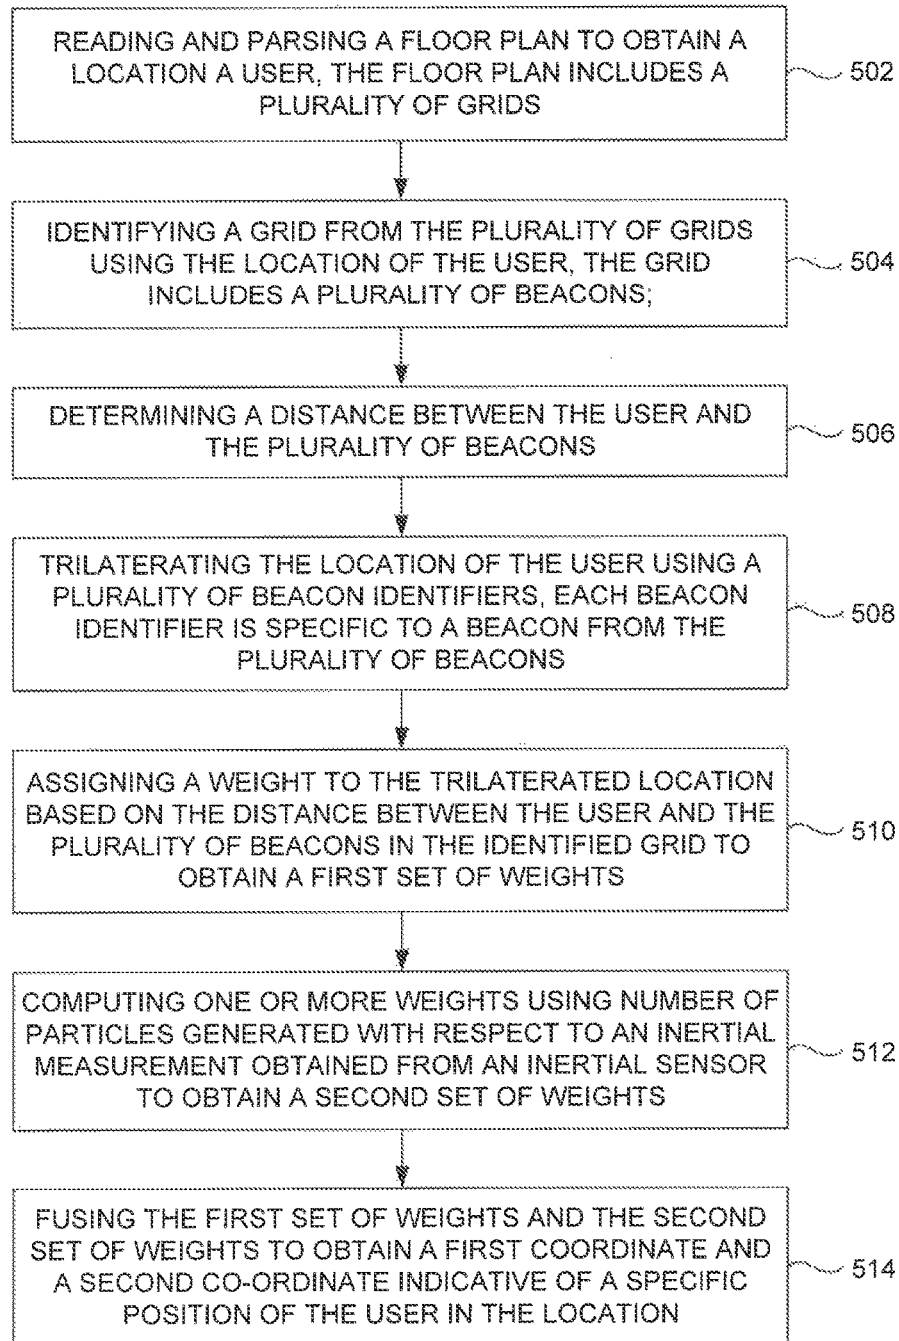 READING AND PARSING A FLOOR PLAN TO OBTAIN A
LOCATION A USER, THE FLOOR PLAN INCLUDES A
PLURALITY OF GRIDS
502
IDENTIFYING A GRID FROM THE PLURALITY OF GRIDS
USING THE LOCATION OF THE USER, THE GRID
INCLUDES A PLURALITY OF BEACONS;
504
DETERMINING A DISTANCE BETWEEN THE USER AND
THE PLURALITY OF BEACONS
506
TRILATERATING THE LOCATION OF THE USER USING A
PLURALITY OF BEACON IDENTIFIERS, EACH BEACON
IDENTIFIER IS SPECIFIC TO A BEACON FROM THE
PLURALITY OF BEACONS
508
ASSIGNING A WEIGHT TO THE TRILATERATED LOCATION
BASED ON THE DISTANCE BETWEEN THE USER AND THE
PLURALITY OF BEACONS IN THE IDENTIFIED GRID TO
OBTAIN A FIRST SET OF WEIGHTS
510
COMPUTING ONE OR MORE WEIGHTS USING NUMBER OF
PARTICLES GENERATED WITH RESPECT TO AN INERTIAL
MEASUREMENT OBTAINED FROM AN INERTIAL SENSOR
TO OBTAIN A SECOND SET OF WEIGHTS
512
FUSING THE FIRST SET OF WEIGHTS AND THE SECOND
SET OF WEIGHTS TO OBTAIN A FIRST COORDINATE AND
A SECOND CO-ORDINATE INDICATIVE OF A SPECIFIC
POSITION OF THE USER IN THE LOCATION
514